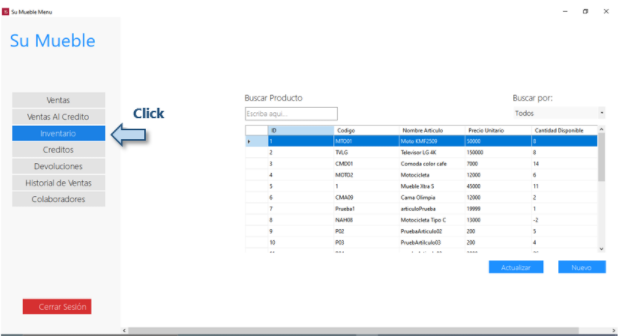 Su Mueble Menu
Su Mueble
Ventas
Ventas Al Credito
Inventario
Creditos
Devoluciones
Historial de Ventas
Colaboradores
Cerrar Sesión
Click
Buscar Producto
Buscar por:
Escriba aqui...
Todos
ID Codigo Nombre Articulo Precio Unitario Cantidad Disponible
1 MTO01 Moto KMF2509 50000 0
2 TVLG Televisor LG 4K 150000 8
3 CMD01 Comoda color cafe 7000 14
4 MOT02 Motocicleta 12000 6
5 1 Mueble Xtra S 45000 11
6 CMA09 Cama Olimpia 12000 2
7 Prueba1 articuloPrueba 19999 1
8 NAH08 Motocicleta Tipo C 13000 -2
9 P02 PruebaArticulo02 200 5
10 P03 PruebArtilculo03 200 4
Actualizar
Nuevo